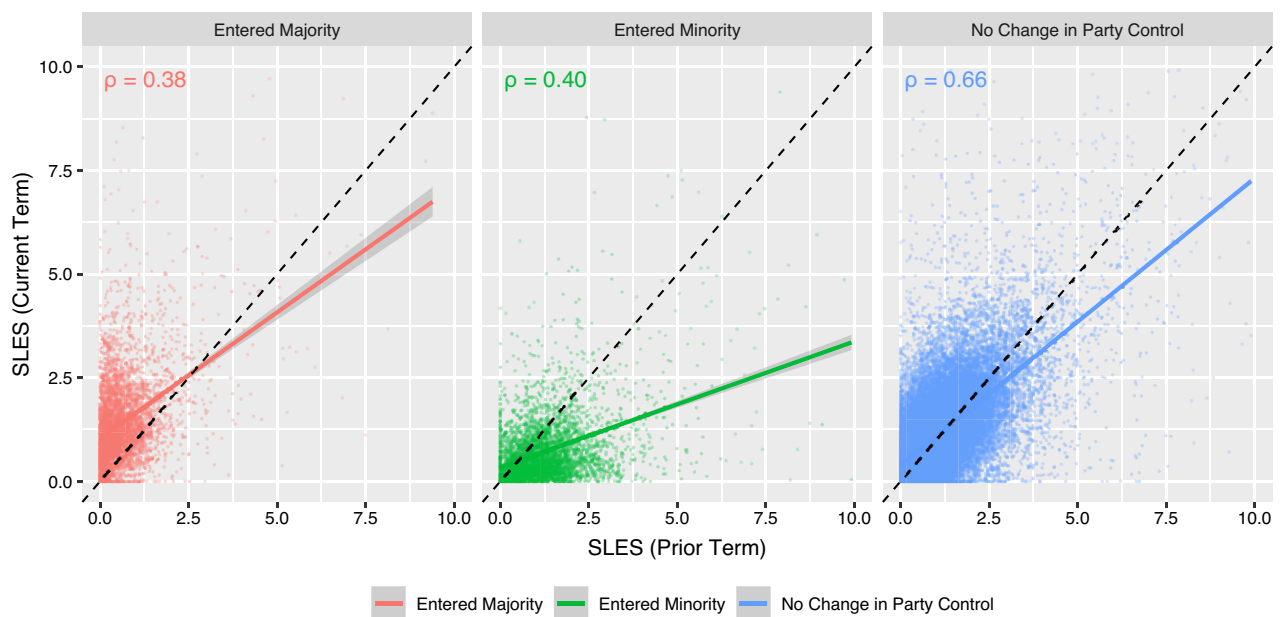 Entered Majority
Entered Minority
No Change in Party Control
ρ = 0.38
ρ = 0.40
ρ = 0.66
SLES (Current Term)
10.0
7.5
5.0
2.5
0.0
0.0 2.5 5.0 7.5 10.0
0.0 2.5 5.0 7.5 10.0
0.0 2.5 5.0 7.5 10.0
SLES (Prior Term)
Entered Majority
Entered Minority
No Change in Party Control